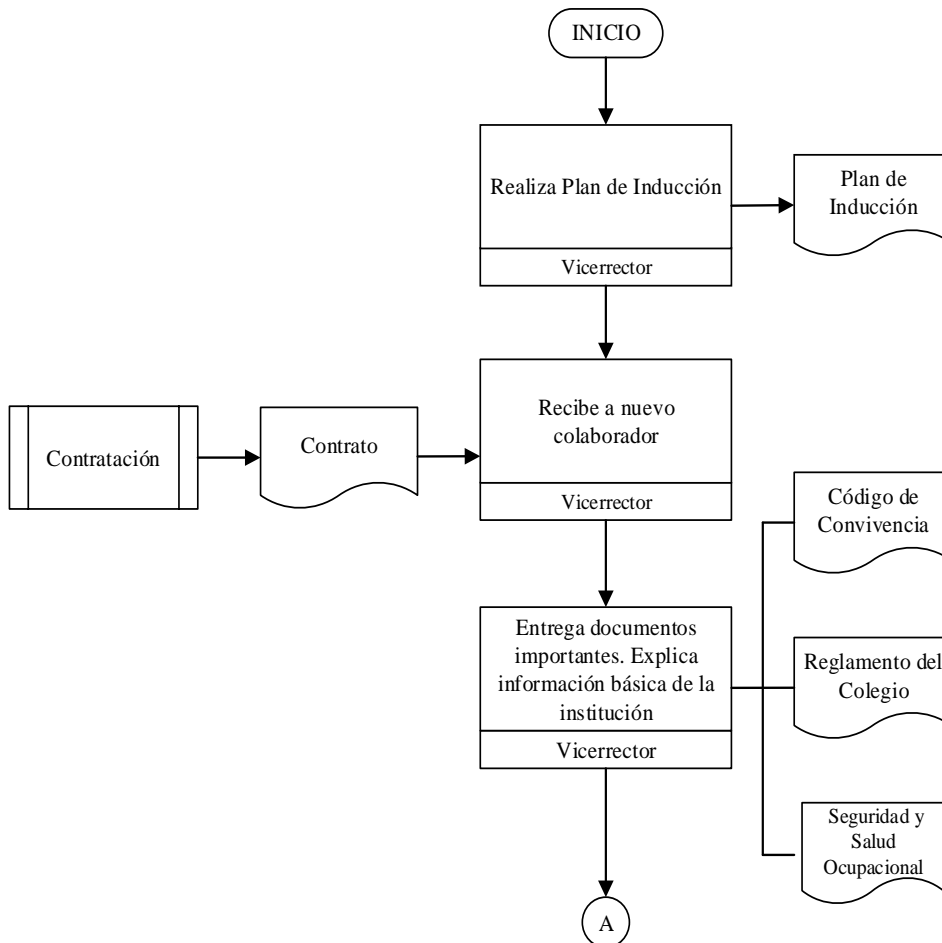 INICIO
Realiza Plan de Inducción
Vicerrector
Plan de
Inducción
Contratación
Contrato
Recibe a nuevo
colaborador
Vicerrector
Código de
Convivencia
Entrega documentos
importantes. Explica
información básica de la
institución
Vicerrector
Reglamento del
Colegio
Seguridad y
Salud
Ocupacional
A